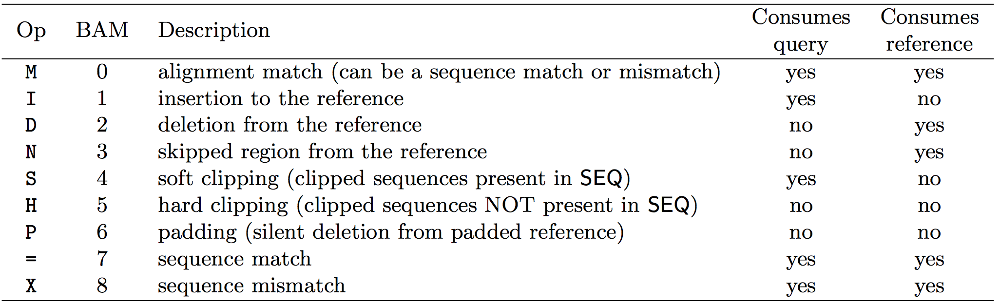 Op BAM Description Consumes query Consumes reference
M 0 alignment match (can be a sequence match or mismatch) yes yes
I 1 insertion to the reference yes no
D 2 deletion from the reference no yes
N 3 skipped region from the reference no yes
S 4 soft clipping (clipped sequences present in SEQ) yes no
H 5 hard clipping (clipped sequences NOT present in SEQ) no no
P 6 padding (silent deletion from padded reference) no no
= 7 sequence match yes yes
X 8 sequence mismatch yes yes